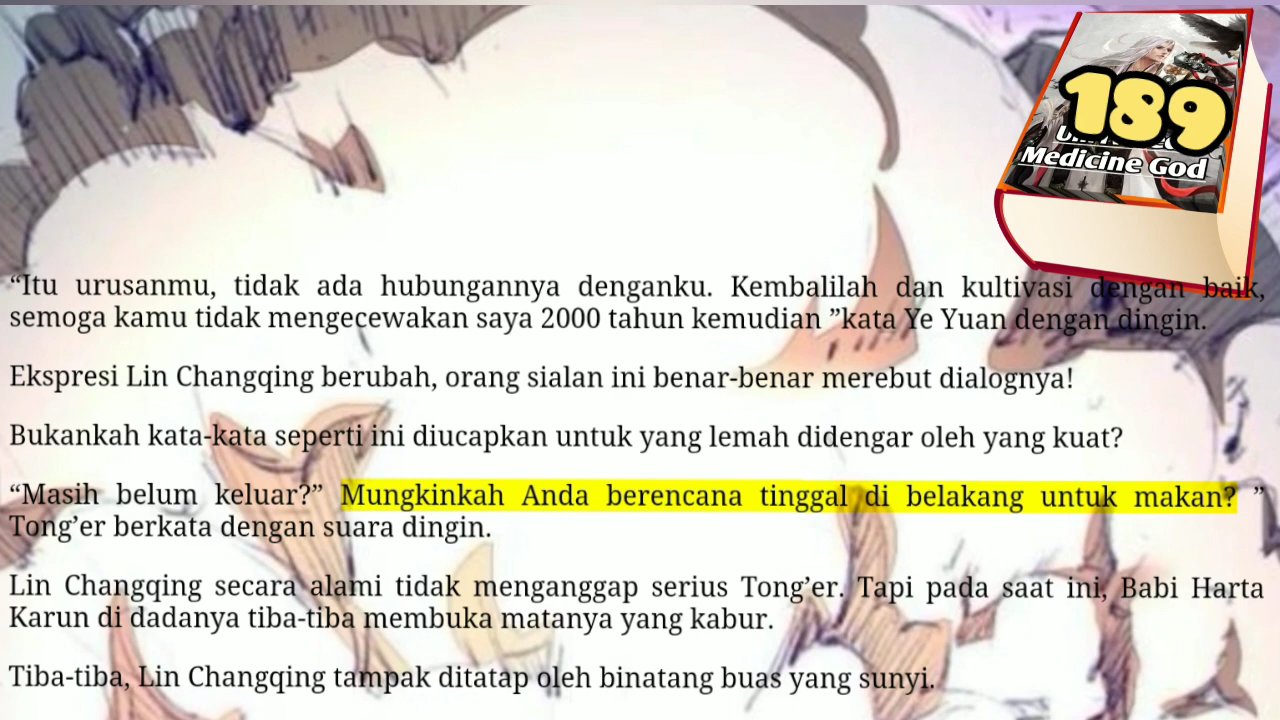 189
Medicine God
“Itu urusanmu, tidak ada hubungannya denganku. Kembalilah dan kultivasi dengan baik,
semoga kamu tidak mengecewakan saya 2000 tahun kemudian ”kata Ye Yuan dengan dingin.
Ekspresi Lin Changqing berubah, orang sialan ini benar-benar merebut dialognya!
Bukankah kata-kata seperti ini diucapkan untuk yang lemah didengar oleh yang kuat?
“Masih belum keluar?” Mungkinkah Anda berencana tinggal di belakang untuk makan? ”
Tong’er berkata dengan suara dingin.
Lin Changqing secara alami tidak menganggap serius Tong’er. Tapi pada saat ini, Babi Harta
Karun di dadanya tiba-tiba membuka matanya yang kabur.
Tiba-tiba, Lin Changqing tampak ditatap oleh binatang buas yang sunyi.